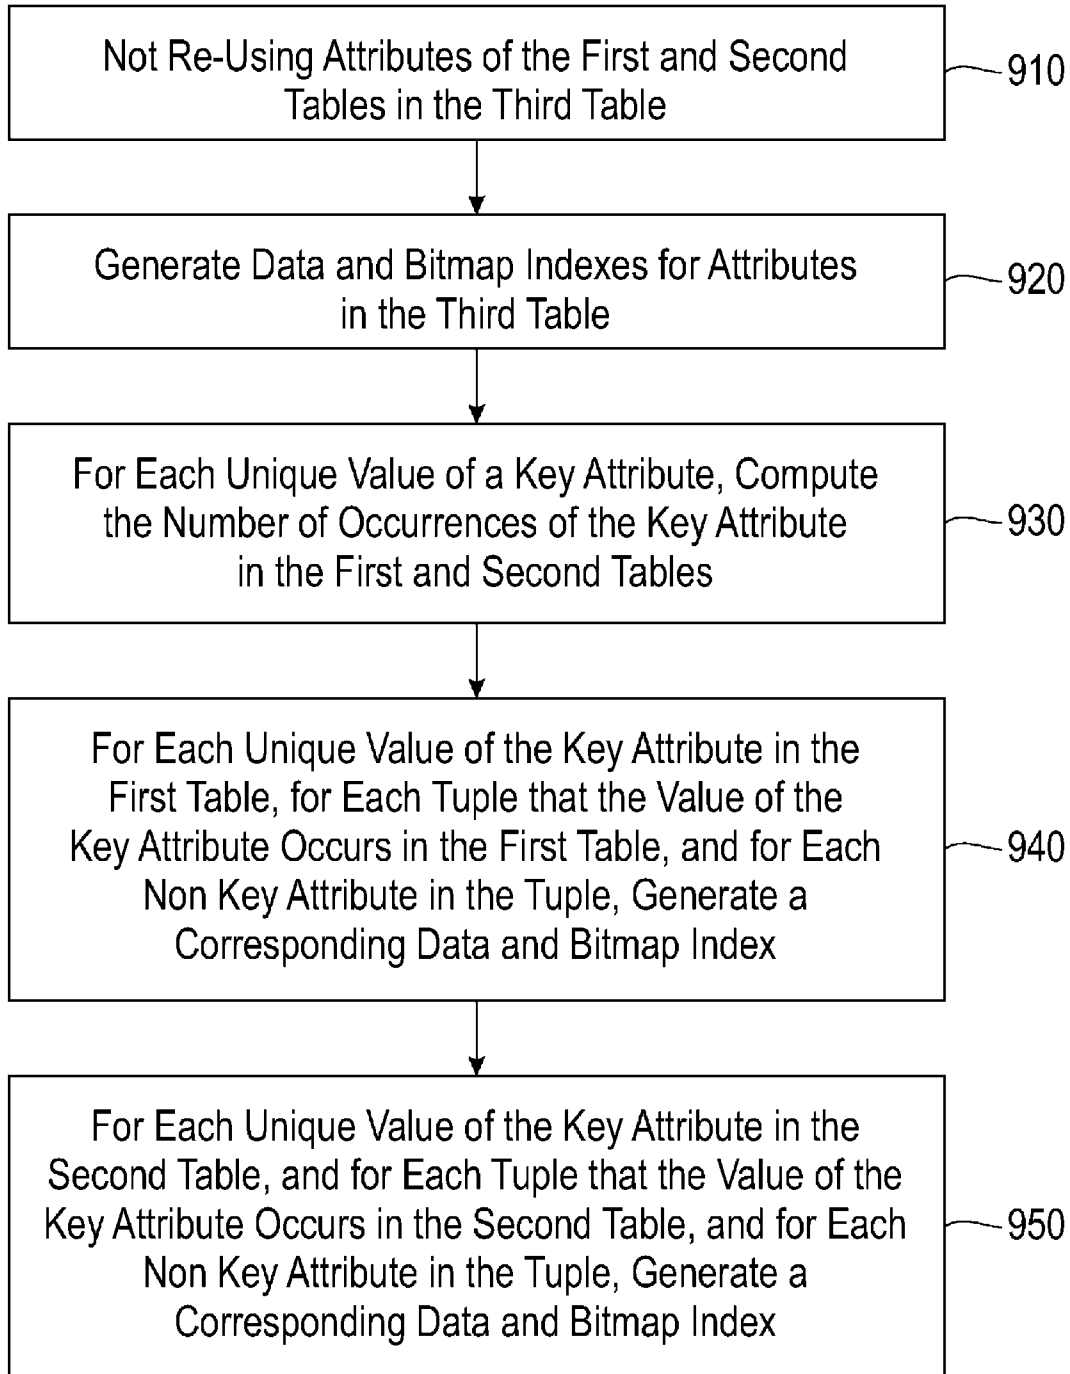 Not Re-Using Attributes of the First and Second
Tables in the Third Table
910
Generate Data and Bitmap Indexes for Attributes
in the Third Table
920
For Each Unique Value of a Key Attribute, Compute
the Number of Occurrences of the Key Attribute
in the First and Second Tables
930
For Each Unique Value of the Key Attribute in the
First Table, for Each Tuple that the Value of the
Key Attribute Occurs in the First Table, and for Each
Non Key Attribute in the Tuple, Generate a
Corresponding Data and Bitmap Index
940
For Each Unique Value of the Key Attribute in the
Second Table, and for Each Tuple that the Value of the
Key Attribute Occurs in the Second Table, and for Each
Non Key Attribute in the Tuple, Generate a
Corresponding Data and Bitmap Index
950